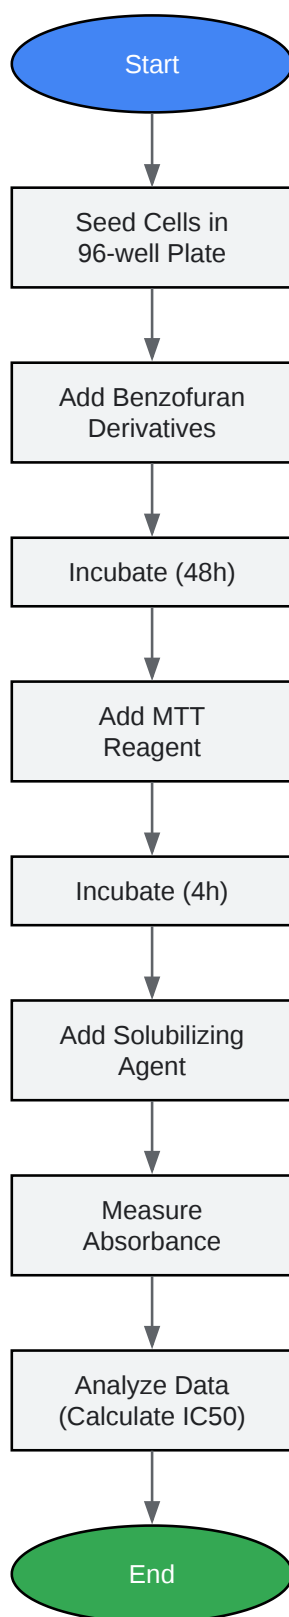 Start
Seed Cells in
96-well Plate
Add Benzofuran
Derivatives
Incubate (48h)
Add MTT
Reagent
Incubate (4h)
Add Solubilizing
Agent
Measure
Absorbance
Analyze Data
(Calculate IC50)
End